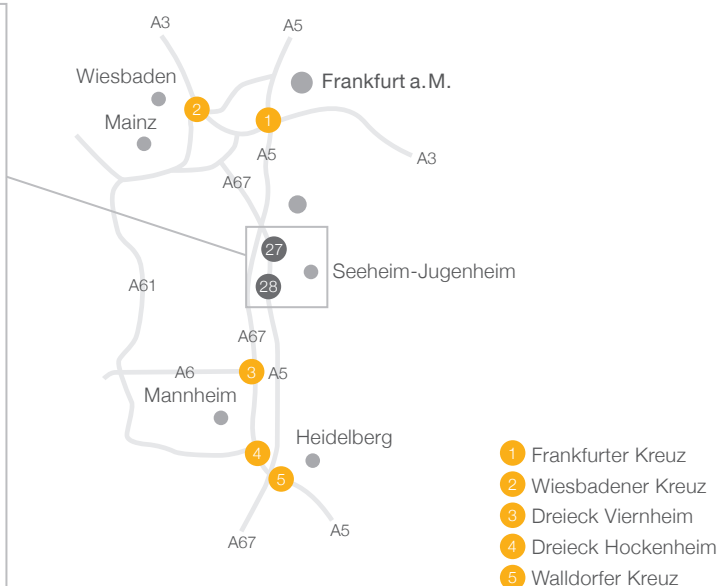 A3
A5
Wiesbaden
Frankfurt a.M.
2
Mainz
1
A5
A3
A67
27
Seeheim-Jugenheim
A61
28
A67
A6
3
A5
Mannheim
Heidelberg
4
5
A67
A5
1 Frankfurter Kreuz
2 Wiesbadener Kreuz
3 Dreieck Viernheim
4 Dreieck Hockenheim
5 Walldorfer Kreuz